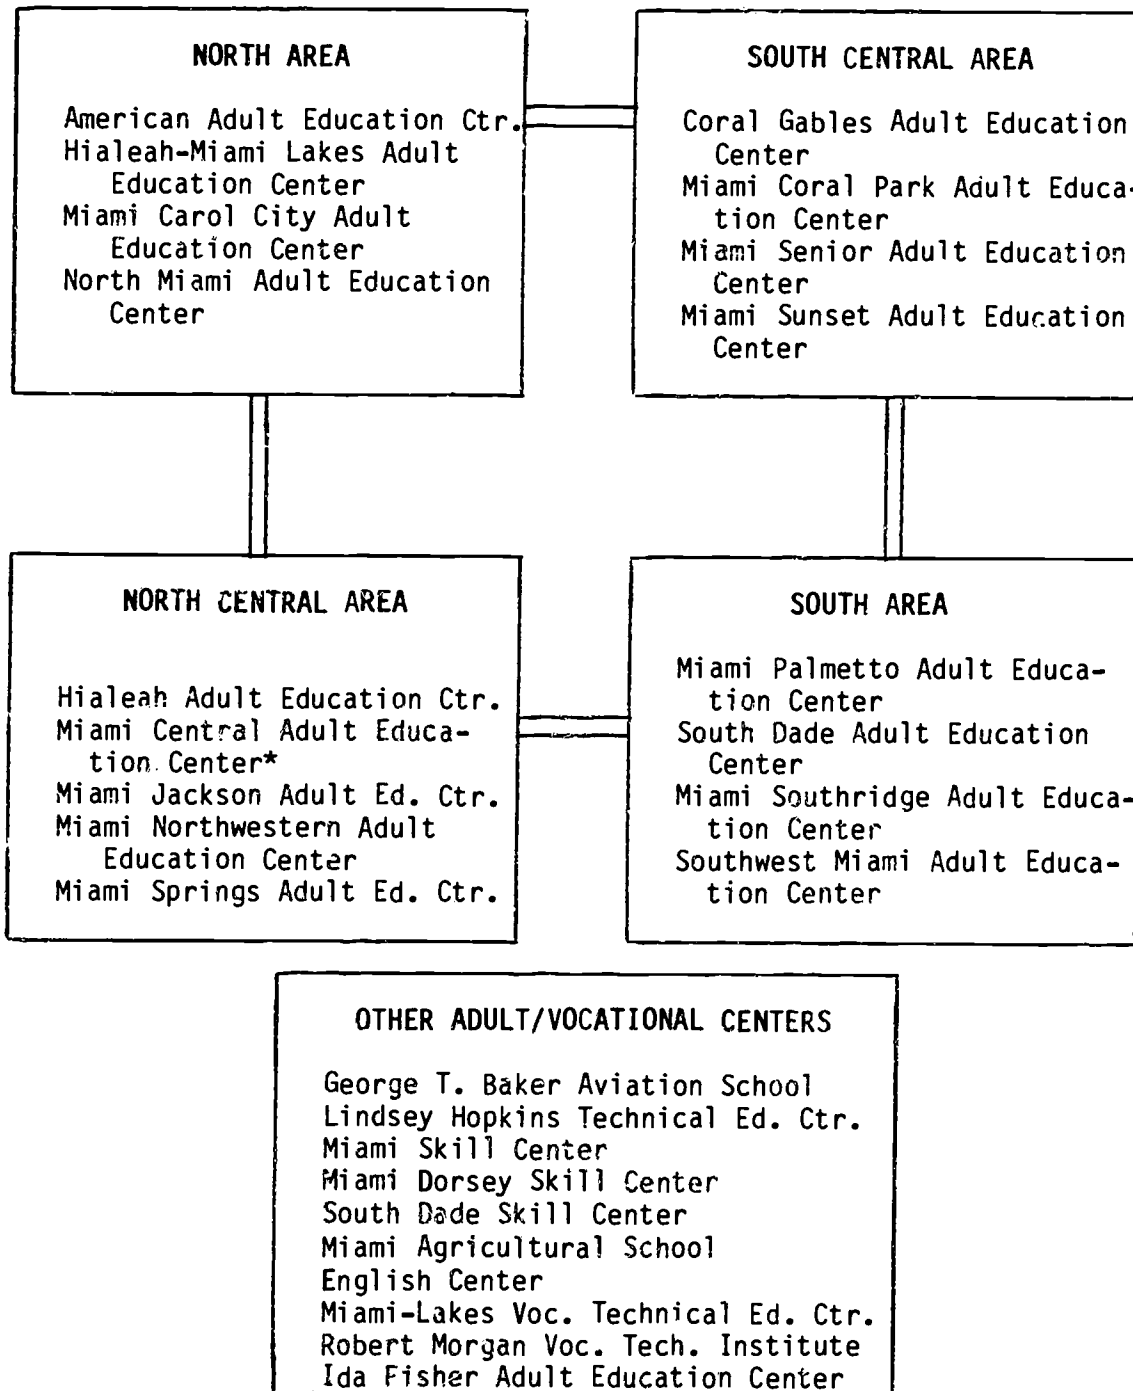 NORTH AREA
American Adult Education Ctr.
Hialeah-Miami Lakes Adult
Education Center
Miami Carol City Adult
Education Center
North Miami Adult Education
Center
SOUTH CENTRAL AREA
Coral Gables Adult Education
Center
Miami Coral Park Adult Educa-
tion Center
Miami Senior Adult Education
Center
Miami Sunset Adult Education
Center
NORTH CENTRAL AREA
Hialeah Adult Education Ctr.
Miami Central Adult Educa-
tion Center*
Miami Jackson Adult Ed. Ctr.
Miami Northwestern Adult
Education Center
Miami Springs Adult Ed. Ctr.
SOUTH AREA
Miami Palmetto Adult Educa-
tion Center
South Dade Adult Education
Center
Miami Southridge Adult Educa-
tion Center
Southwest Miami Adult Educa-
tion Center
OTHER ADULT/VOCATIONAL CENTERS
George T. Baker Aviation School
Lindsey Hopkins Technical Ed. Ctr.
Miami Skill Center
Miami Dorsey Skill Center
South Dade Skill Center
Miami Agricultural School
English Center
Miami-Lakes Voc. Technical Ed. Ctr.
Robert Morgan Voc. Tech. Institute
Ida Fisher Adult Education Center